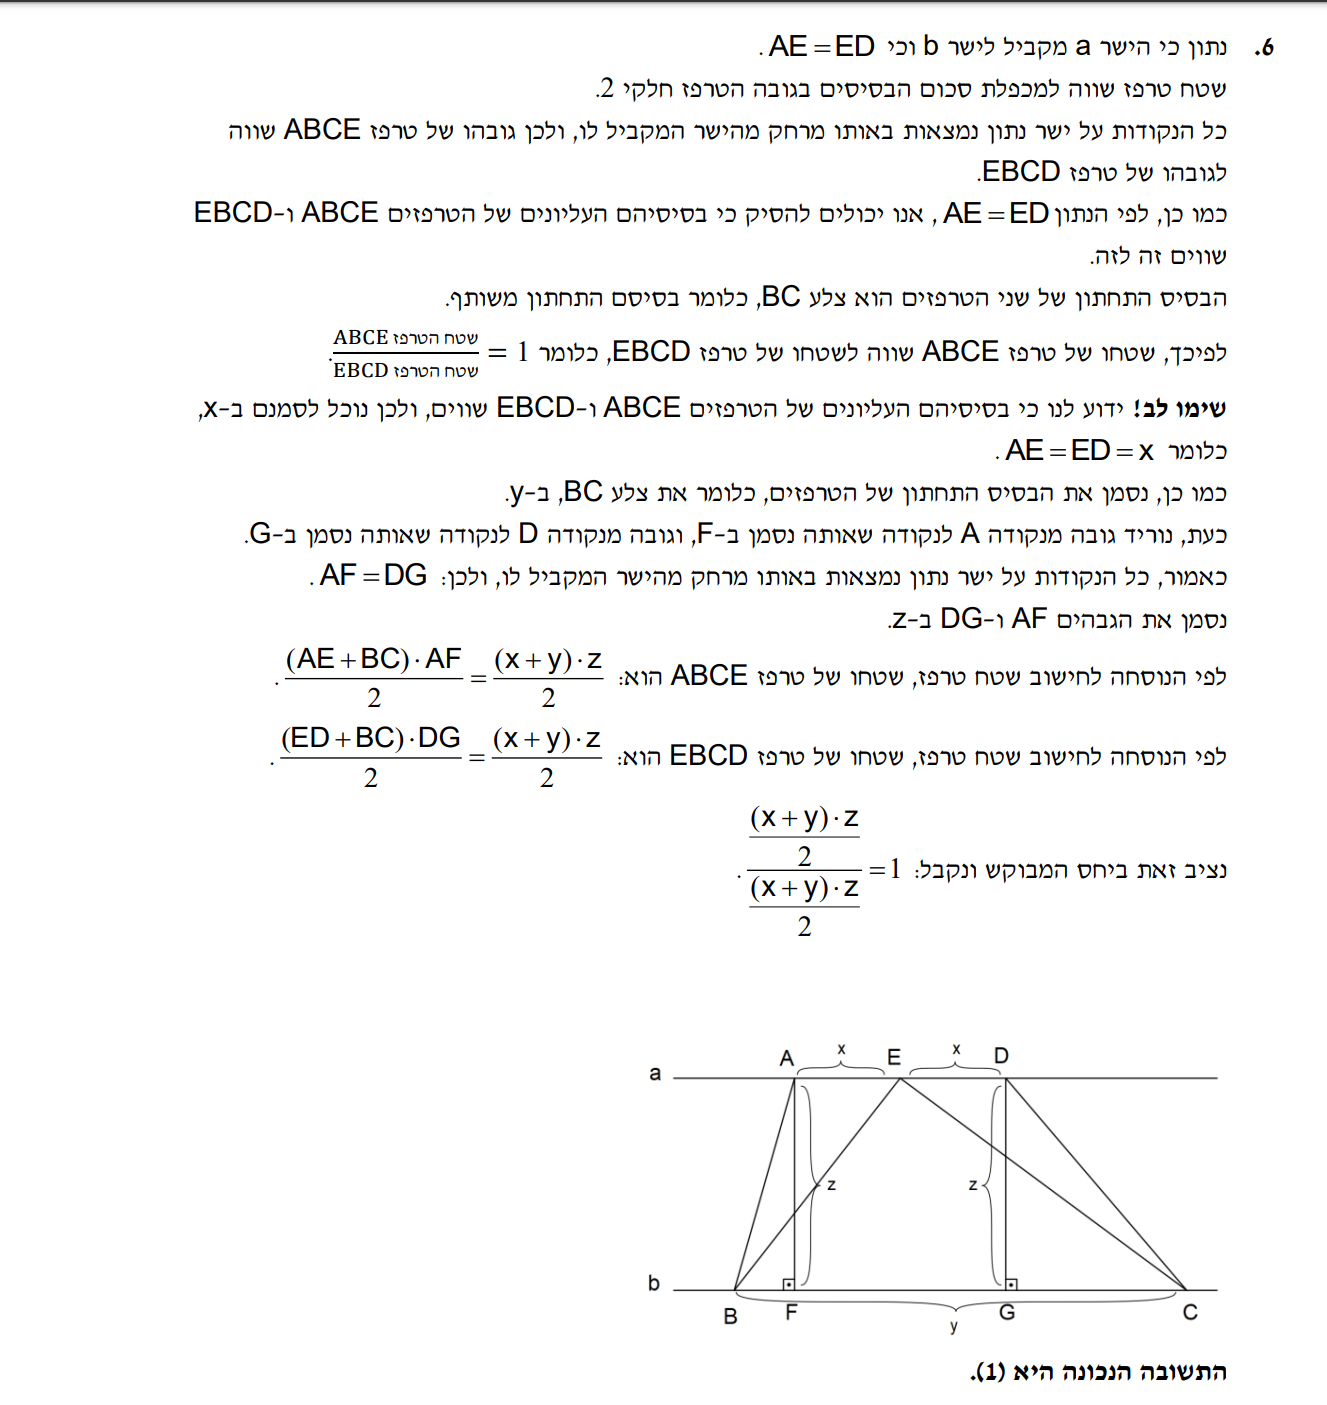 6. נתון כי הישר a מקביל לישר b וכי AE = ED .
שטח טרפז שווה למכפלת סכום הבסיסים בגובה הטרפז חלקי 2.
כל הנקודות על ישר נתון נמצאות באותו מרחק מהישר המקביל לו, ולכן גובהו של טרפז ABCE שווה
לגובהו של טרפז EBCD.
כמו כן, לפי הנתון AE = ED , אנו יכולים להסיק כי בסיסיהם העליונים של הטרפזים ABCE ו-EBCD
שווים זה לזה.
הבסיס התחתון של שני הטרפזים הוא צלע BC, כלומר בסיסם התחתון משותף.
לפיכך, שטחו של טרפז ABCE שווה לשטחו של טרפז EBCD, כלומר \frac{שטח הטרפז ABCE}{שטח הטרפז EBCD} = 1.
שימו לב! ידוע לנו כי בסיסיהם העליונים של הטרפזים ABCE ו-EBCD שווים, ולכן נוכל לסמנם ב-x,
כלומר AE = ED = x .
כמו כן, נסמן את הבסיס התחתון של הטרפזים, כלומר את צלע BC, ב-y.
כעת, נוריד גובה מנקודה A לנקודה שאותה נסמן ב-F, וגובה מנקודה D לנקודה שאותה נסמן ב-G.
כאמור, כל הנקודות על ישר נתון נמצאות באותו מרחק מהישר המקביל לו, ולכן: AF = DG .
נסמן את הגבהים AF ו-DG ב-z.
לפי הנוסחה לחישוב שטח טרפז, שטחו של טרפז ABCE הוא: \frac{(AE + BC) \cdot AF}{2} = \frac{(x + y) \cdot z}{2} .
לפי הנוסחה לחישוב שטח טרפז, שטחו של טרפז EBCD הוא: \frac{(ED + BC) \cdot DG}{2} = \frac{(x + y) \cdot z}{2} .
נציב זאת ביחס המבוקש ונקבל: \frac{\frac{(x + y) \cdot z}{2}}{\frac{(x + y) \cdot z}{2}} = 1 .
A x E x D
a
z z
b
B F G C
y
התשובה הנכונה היא (1).